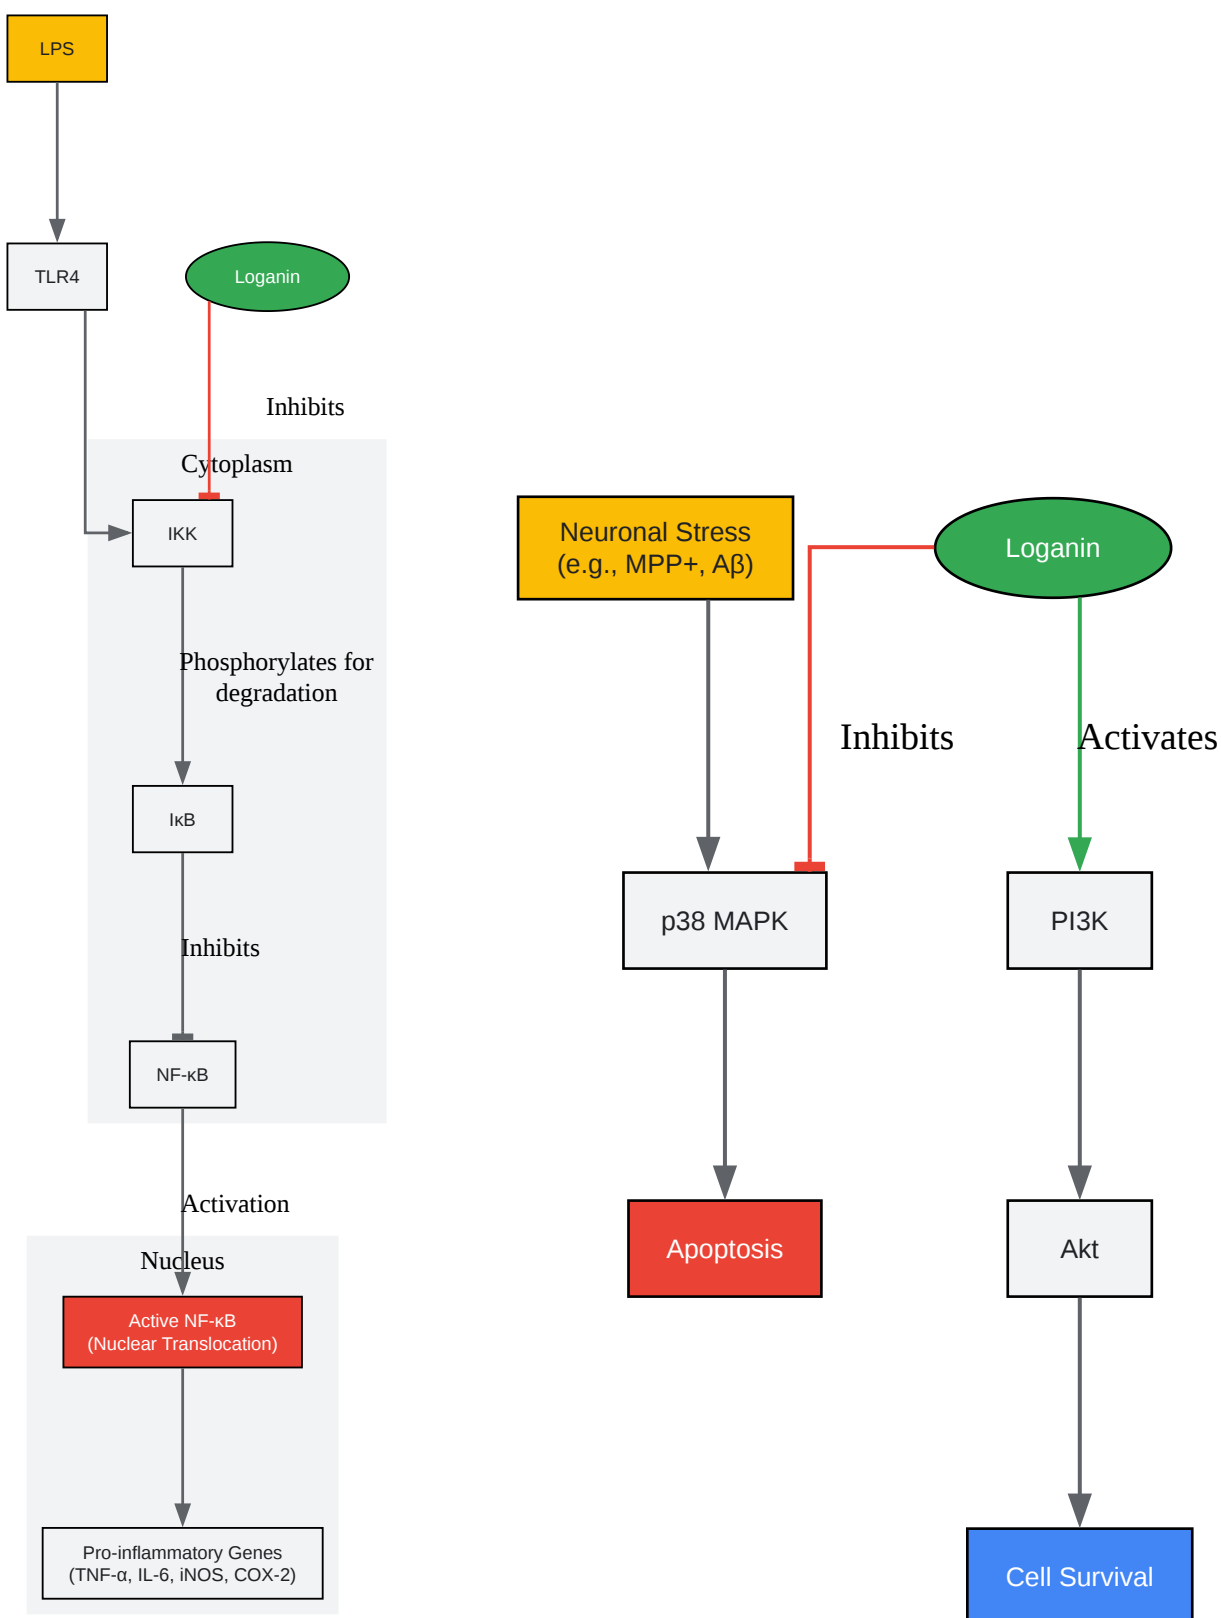 LPS
TLR4
Loganin
Inhibits
Cytoplasm
IKK
Phosphorylates for
degradation
IκB
Inhibits
NF-κB
Activation
Nucleus
Active NF-κB
(Nuclear Translocation)
Pro-inflammatory Genes
(TNF-α, IL-6, iNOS, COX-2)
Neuronal Stress
(e.g., MPP+, Aβ)
Loganin
Inhibits
Activates
p38 MAPK
PI3K
Apoptosis
Akt
Cell Survival